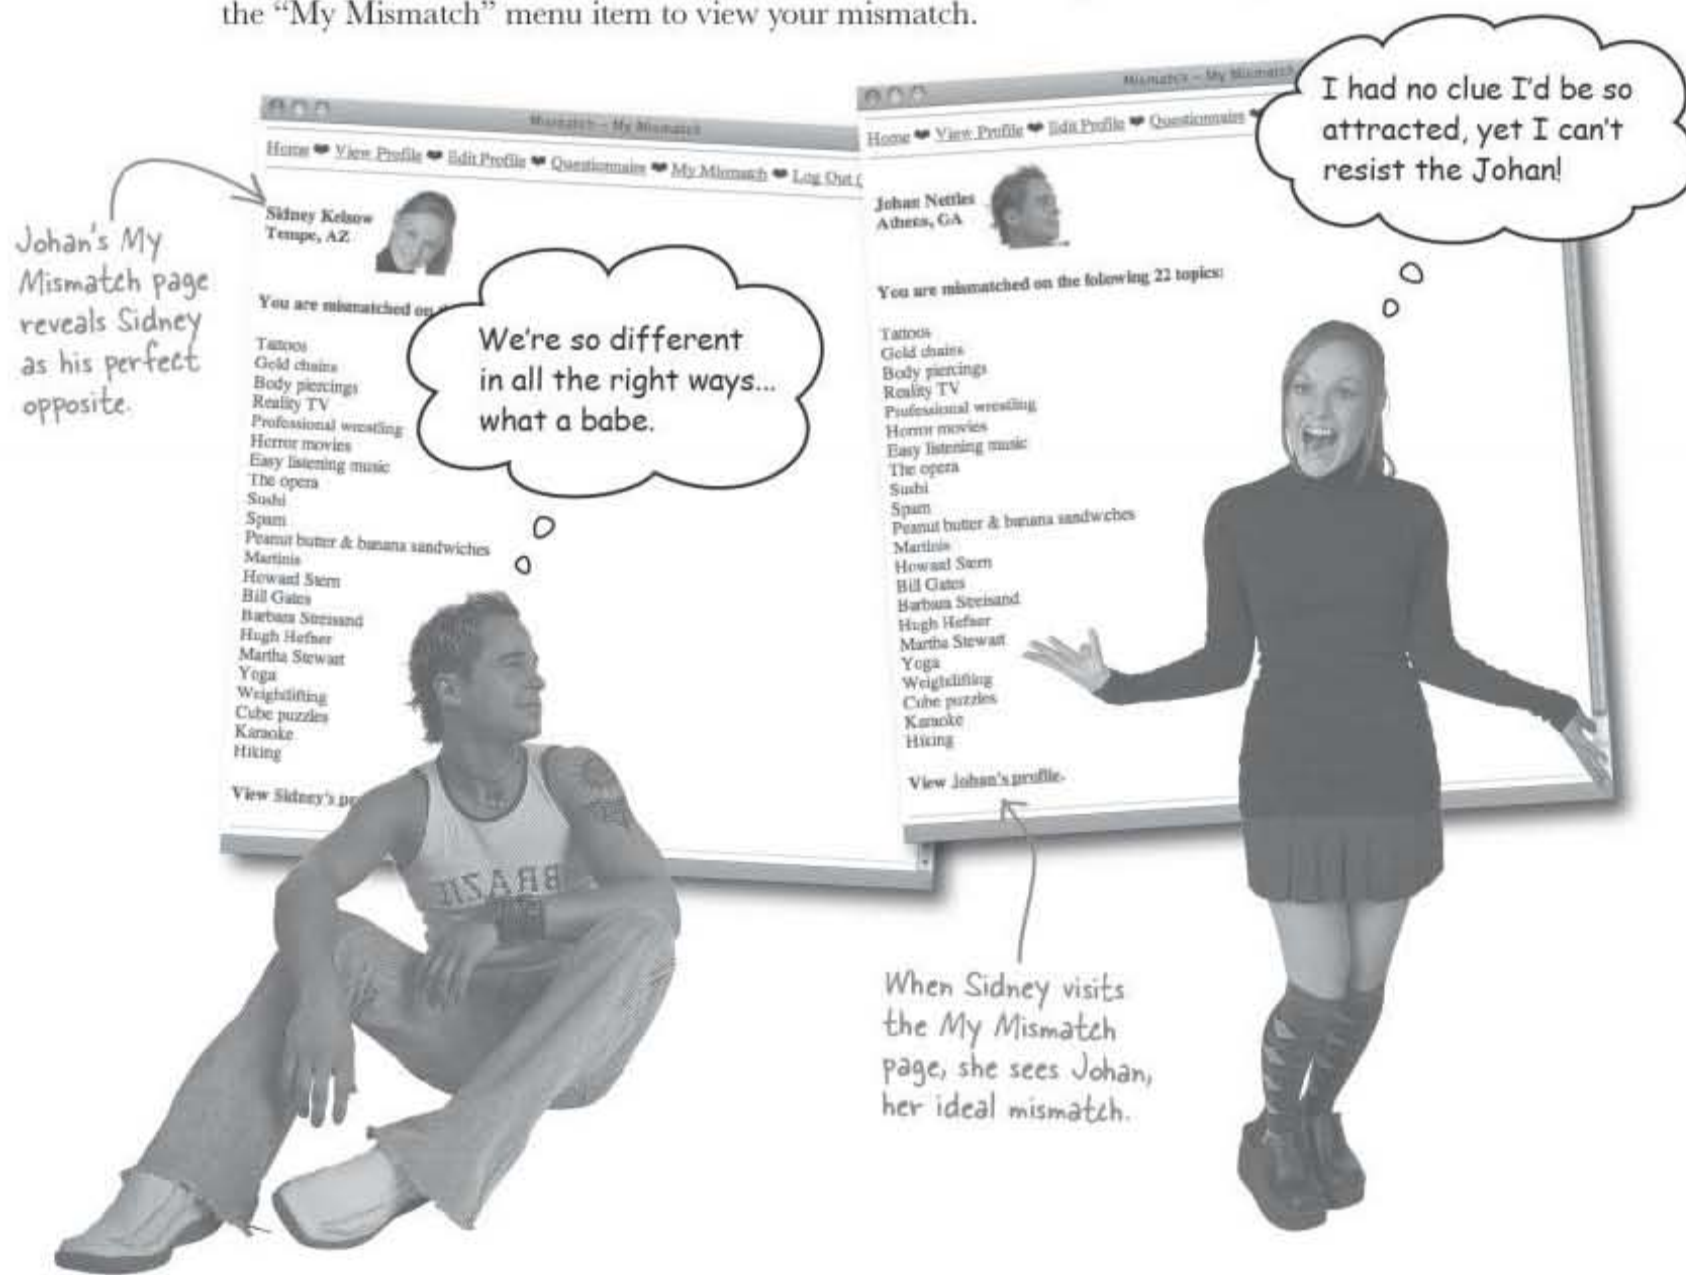 the “My Mismatch” menu item to view your mismatch.
Mismatch – My Mismatch
Home ❤ View Profile ❤ Edit Profile ❤ Questionnaire ❤ My Mismatch ❤ Log Out (
Sidney Kelsow
Tempe, AZ
You are mismatched on
Tattoos
Gold chains
Body piercings
Reality TV
Professional wrestling
Horror movies
Easy listening music
The opera
Sushi
Spam
Peanut butter & banana sandwiches
Martinis
Howard Stern
Bill Gates
Barbara Streisand
Hugh Hefner
Martha Stewart
Yoga
Weightlifting
Cube puzzles
Karaoke
Hiking
View Sidney's pr
Johan's My
Mismatch page
reveals Sidney
as his perfect
opposite.
We're so different
in all the right ways...
what a babe.
BRAZIL
Mismatch – My Mismatch
Home ❤ View Profile ❤ Edit Profile ❤ Questionnaire ❤
Johan Nettles
Athens, GA
You are mismatched on the folowing 22 topics:
Tattoos
Gold chains
Body piercings
Reality TV
Professional wrestling
Horror movies
Easy listening music
The opera
Sushi
Spam
Peanut butter & banana sandwiches
Martinis
Howard Stern
Bill Gates
Barbara Streisand
Hugh Hefner
Martha Stewart
Yoga
Weightlifting
Cube puzzles
Karaoke
Hiking
View Johan's profile.
I had no clue I'd be so
attracted, yet I can't
resist the Johan!
When Sidney visits
the My Mismatch
page, she sees Johan,
her ideal mismatch.